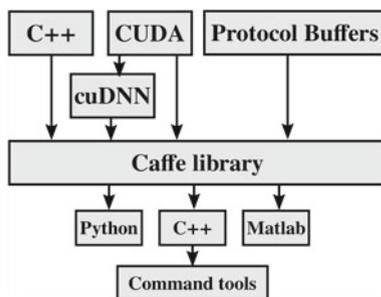 C++
CUDA
Protocol Buffers
cuDNN
Caffe library
Python
C++
Matlab
Command tools